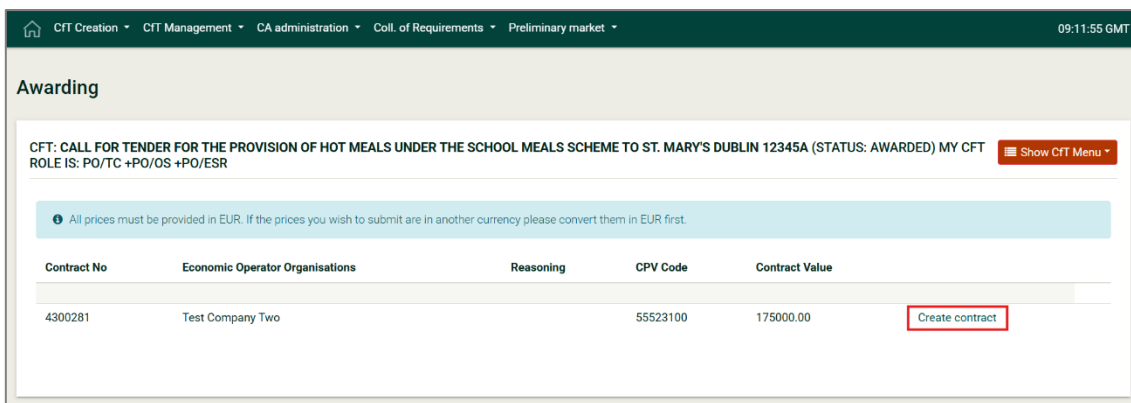 CfT Creation CfT Management CA administration Coll. of Requirements Preliminary market 09:11:55 GMT
Awarding
CFT: CALL FOR TENDER FOR THE PROVISION OF HOT MEALS UNDER THE SCHOOL MEALS SCHEME TO ST. MARY'S DUBLIN 12345A (STATUS: AWARDED) MY CFT
ROLE IS: PO/TC +PO/OS +PO/ESR
Show CfT Menu
All prices must be provided in EUR. If the prices you wish to submit are in another currency please convert them in EUR first.
Contract No Economic Operator Organisations Reasoning CPV Code Contract Value
4300281 Test Company Two 55523100 175000.00 Create contract